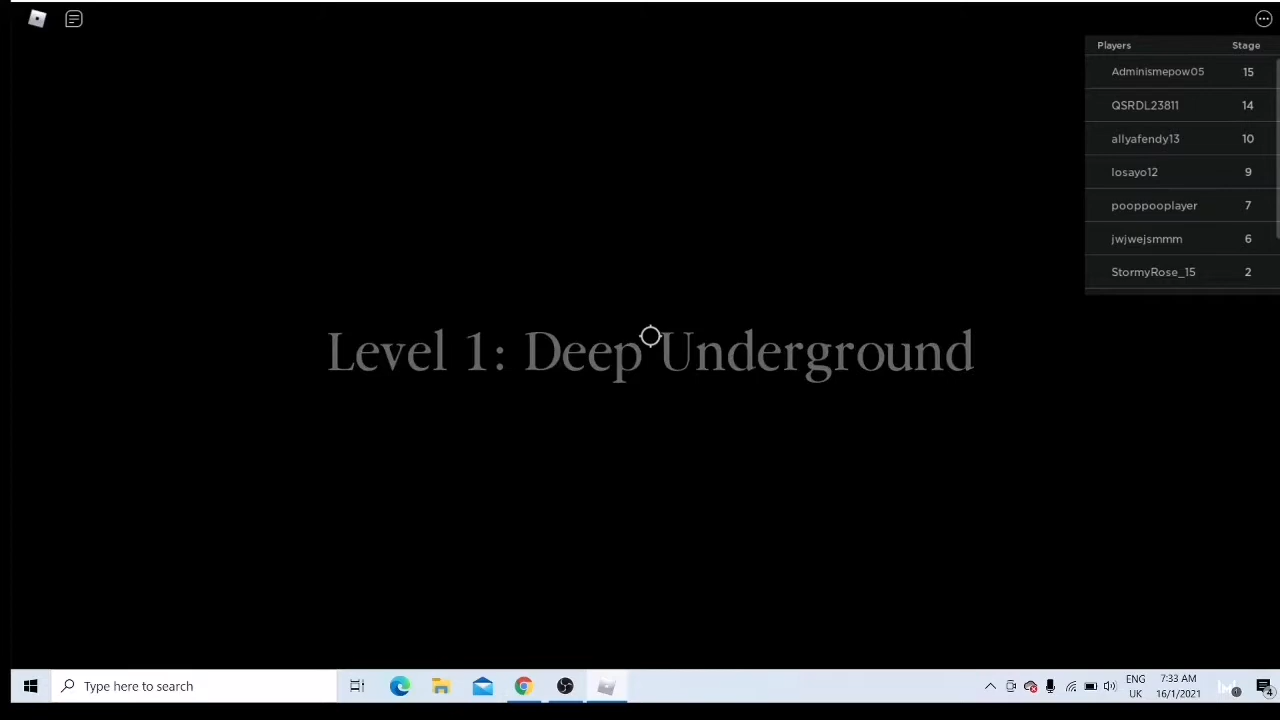 Players Stage
Adminismepow05 15
QSRDL23811 14
allyafendy13 10
losayo12 9
pooppooplayer 7
jwjwejsmmm 6
StormyRose_15 2
Level 1: Deep Underground
Type here to search
ENG
UK
7:33 AM
16/1/2021
4